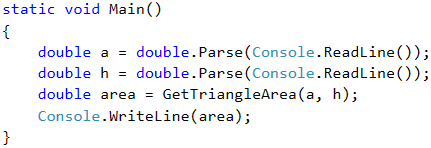 static void Main()
{
    double a = double.Parse(Console.ReadLine());
    double h = double.Parse(Console.ReadLine());
    double area = GetTriangleArea(a, h);
    Console.WriteLine(area);
}